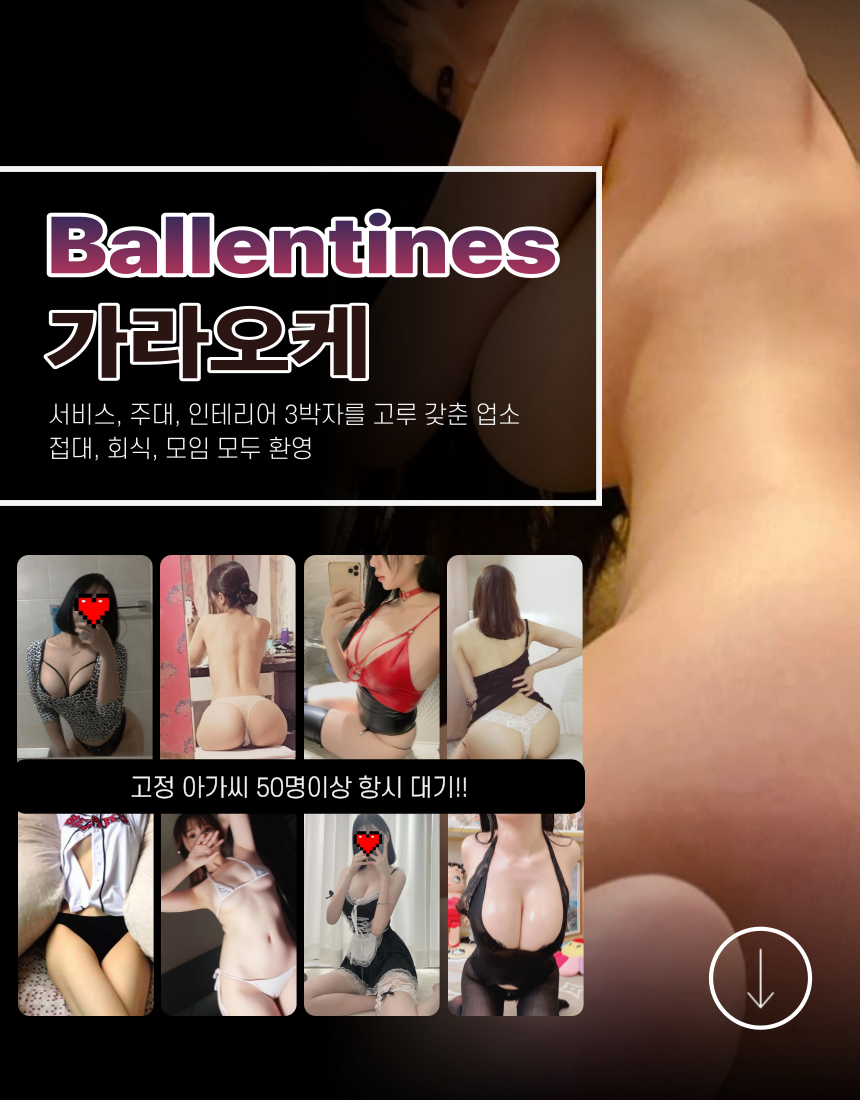 Ballentines
가라오케
서비스, 주대, 인테리어 3박자를 고루 갖춘 업소
접대, 회식, 모임 모두 환영
고정 아가씨 50명이상 항시 대기!!